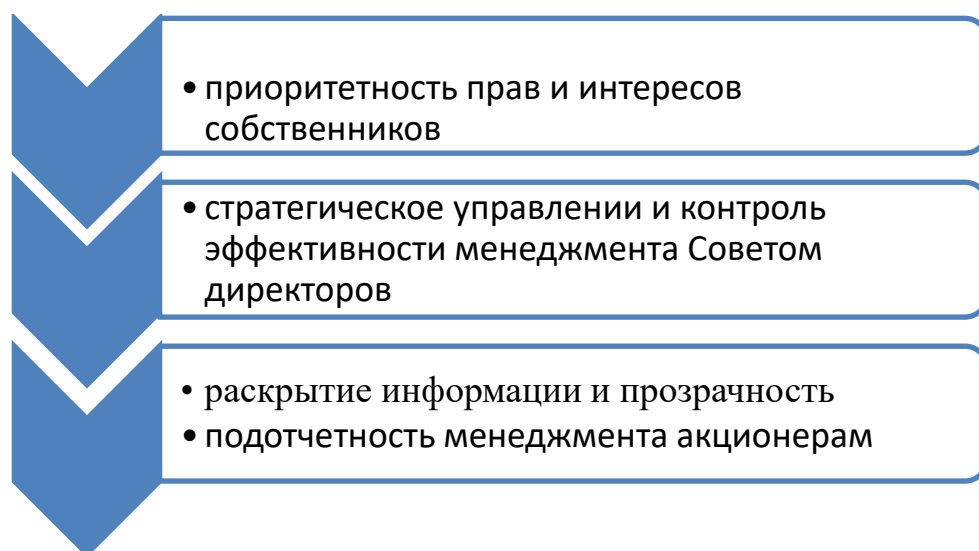 • приоритетность прав и интересов
собственников
• стратегическое управлении и контроль
эффективности менеджмента Советом
директоров
• раскрытие информации и прозрачность
• подотчетность менеджмента акционерам